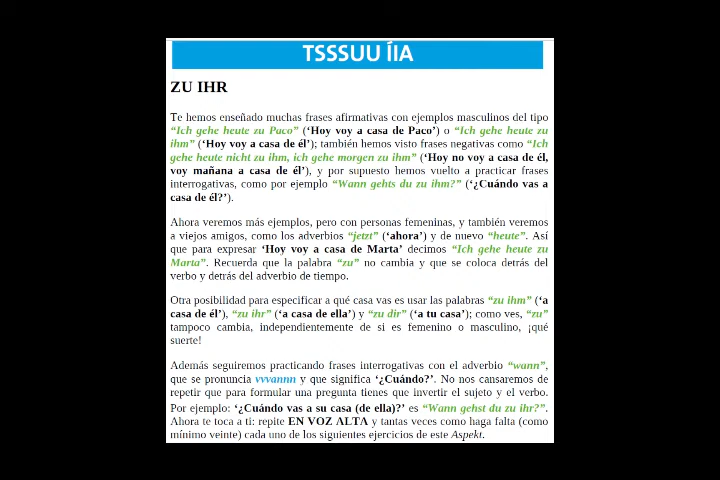 TSSSUU ÍIA
ZU IHR
Te hemos enseñado muchas frases afirmativas con ejemplos masculinos del tipo
“Ich gehe heute zu Paco” (‘Hoy voy a casa de Paco’) o “Ich gehe heute zu
ihm” (‘Hoy voy a casa de él’); también hemos visto frases negativas como “Ich
gehe heute nicht zu ihm, ich gehe morgen zu ihm” (‘Hoy no voy a casa de él,
voy mañana a casa de él’), y por supuesto hemos vuelto a practicar frases
interrogativas, como por ejemplo “Wann gehts du zu ihm?” (‘¿Cuándo vas a
casa de él?’).
Ahora veremos más ejemplos, pero con personas femeninas, y también veremos
a viejos amigos, como los adverbios “jetzt” (‘ahora’) y de nuevo “heute”. Así
que para expresar ‘Hoy voy a casa de Marta’ decimos “Ich gehe heute zu
Marta”. Recuerda que la palabra “zu” no cambia y que se coloca detrás del
verbo y detrás del adverbio de tiempo.
Otra posibilidad para especificar a qué casa vas es usar las palabras “zu ihm” (‘a
casa de él’), “zu ihr” (‘a casa de ella’) y “zu dir” (‘a tu casa’); como ves, “zu”
tampoco cambia, independientemente de si es femenino o masculino, ¡qué
suerte!
Además seguiremos practicando frases interrogativas con el adverbio “wann”,
que se pronuncia vvvannn y que significa ‘¿Cuándo?’. No nos cansaremos de
repetir que para formular una pregunta tienes que invertir el sujeto y el verbo.
Por ejemplo: ‘¿Cuándo vas a su casa (de ella)?’ es “Wann gehst du zu ihr?”.
Ahora te toca a ti: repite EN VOZ ALTA y tantas veces como haga falta (como
mínimo veinte) cada uno de los siguientes ejercicios de este Aspekt.